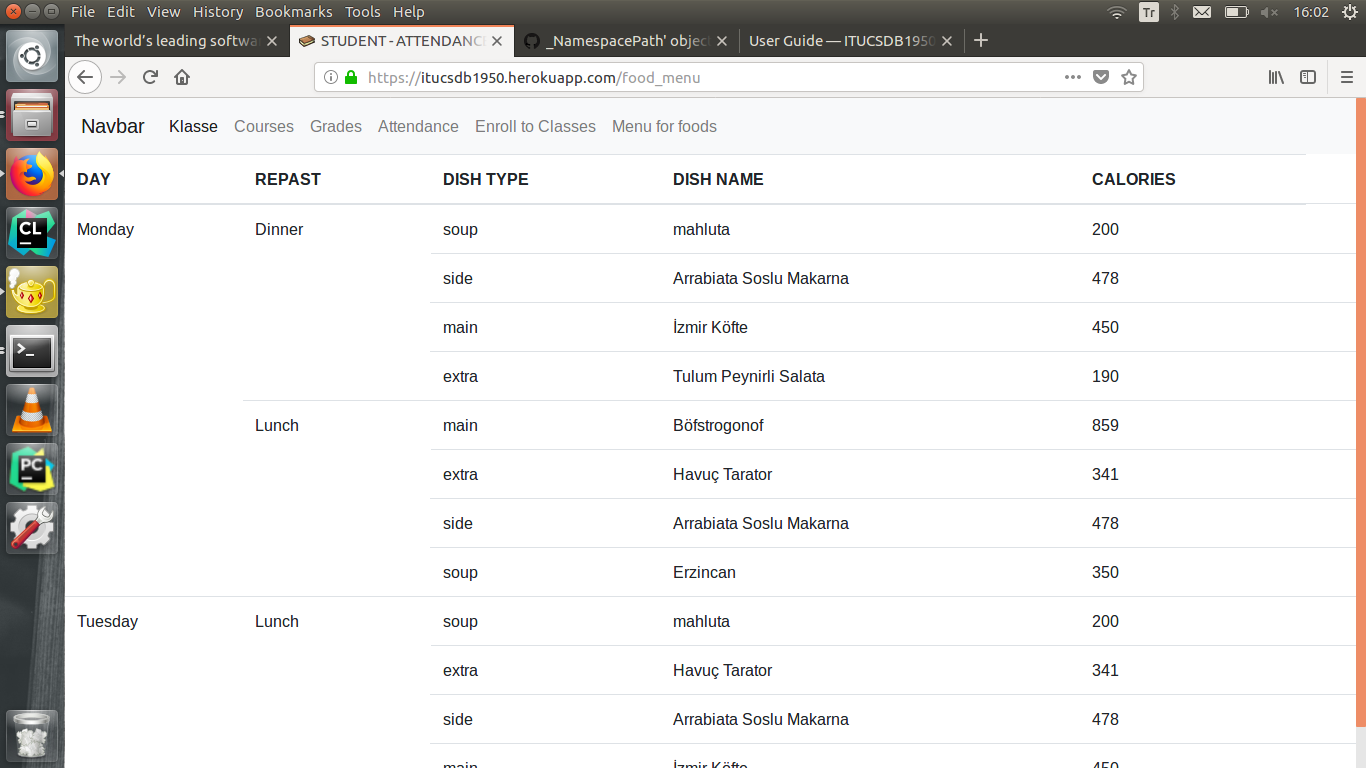 File Edit View History Bookmarks Tools Help
Tr
16:02
The world's leading softwa
STUDENT - ATTENDANCE
_NamespacePath' objec
User Guide — ITUCSDB1950
https://itucsdb1950.herokuapp.com/food_menu
Navbar Klasse Courses Grades Attendance Enroll to Classes Menu for foods
DAY REPAST DISH TYPE DISH NAME CALORIES
Monday Dinner soup mahluta 200
side Arrabiata Soslu Makarna 478
main İzmir Köfte 450
extra Tulum Peynirli Salata 190
Lunch main Böfstrogonof 859
extra Havuç Tarator 341
side Arrabiata Soslu Makarna 478
soup Erzincan 350
Tuesday Lunch soup mahluta 200
extra Havuç Tarator 341
side Arrabiata Soslu Makarna 478
main İzmir Köfte 450
CL
PC